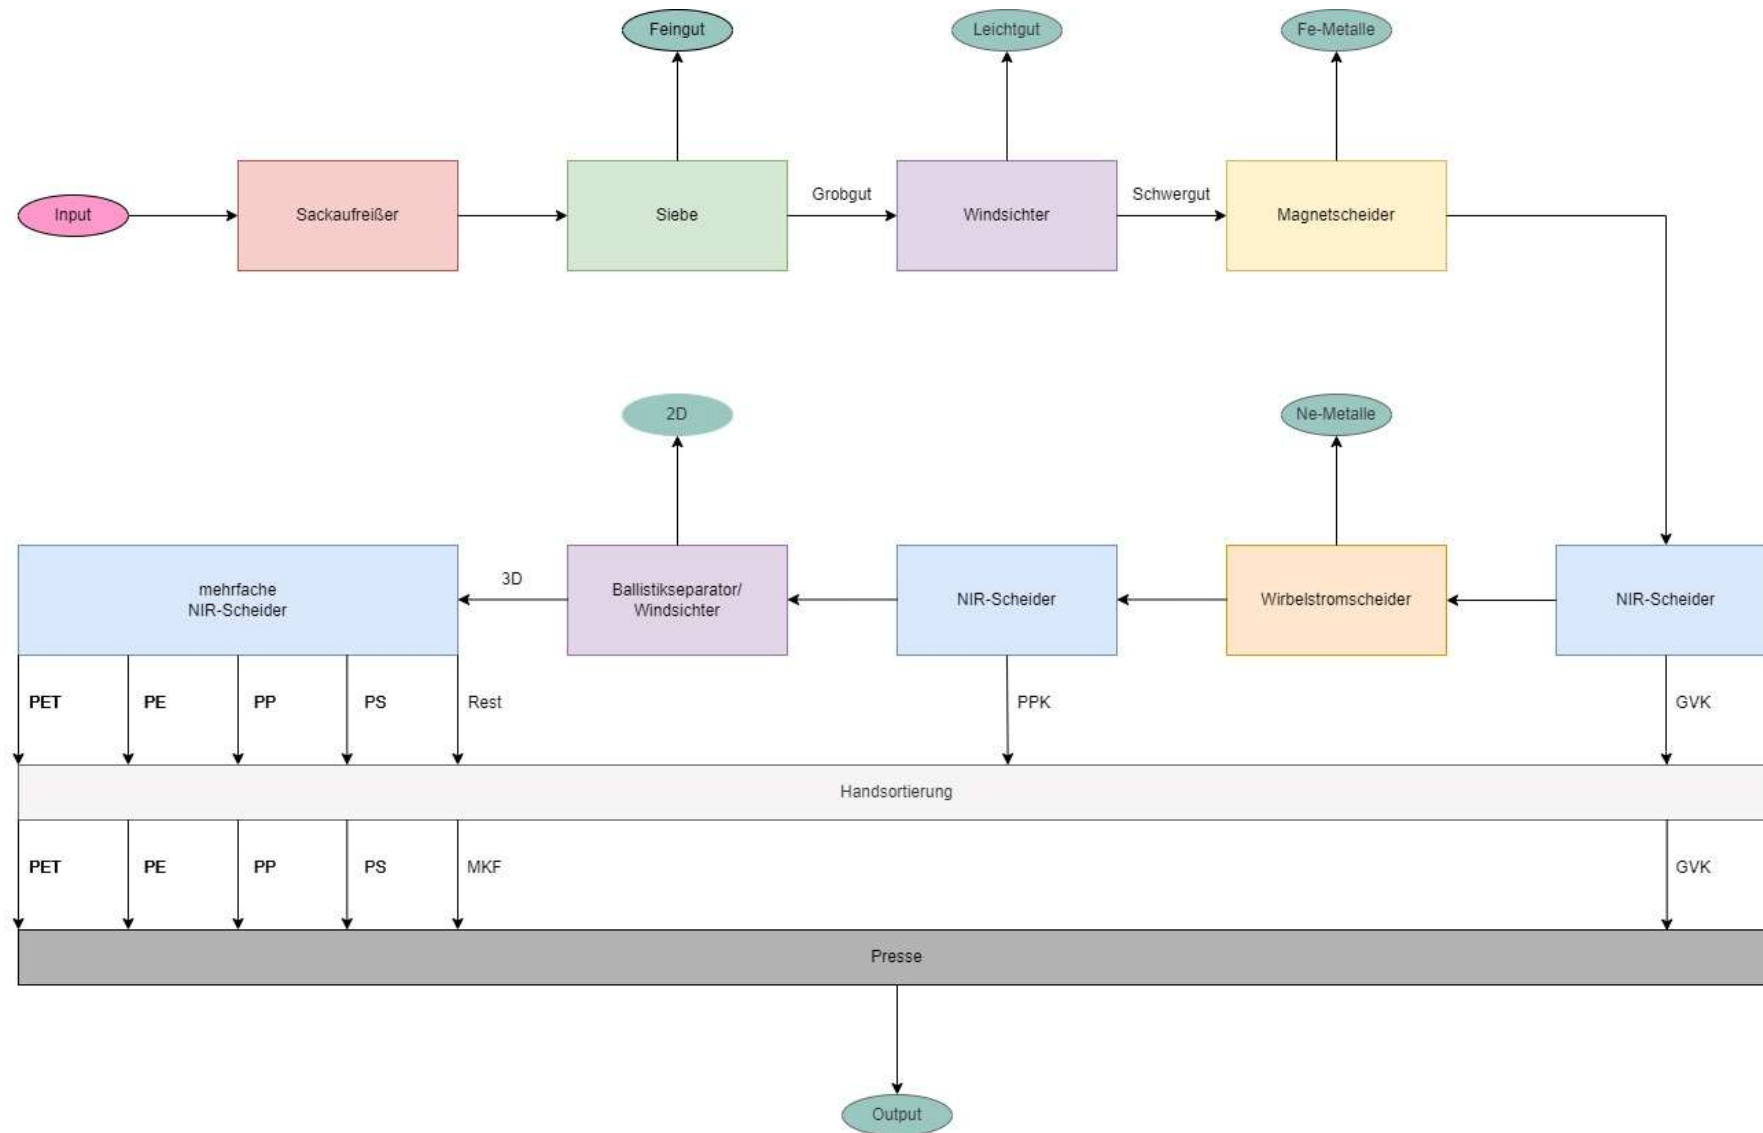 Feingut
Leichtgut
Fe-Metalle
Input
Sackaufreißer
Siebe
Grobgut
Windsichter
Schwergut
Magnetscheider
2D
Ne-Metalle
mehrfache
NIR-Scheider
3D
Ballistikseparator/
Windsichter
NIR-Scheider
Wirbelstromscheider
NIR-Scheider
PET
PE
PP
PS
Rest
PPK
GVK
Handsortierung
PET
PE
PP
PS
MKF
GVK
Presse
Output